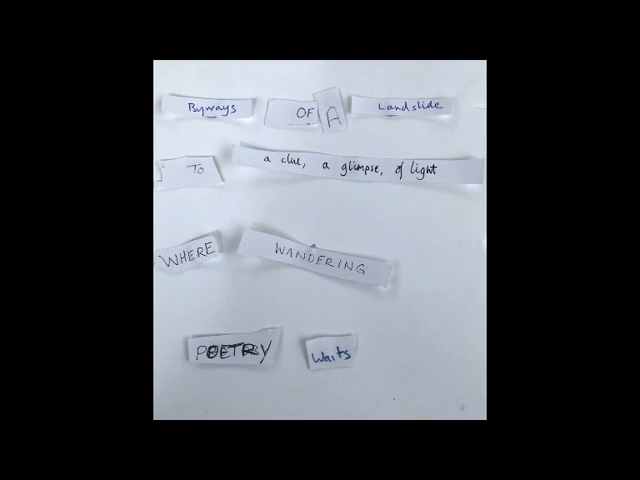 Byways OF A Landslide
TO a clue, a glimpse, of light
WHERE WANDERING
POETRY Waits